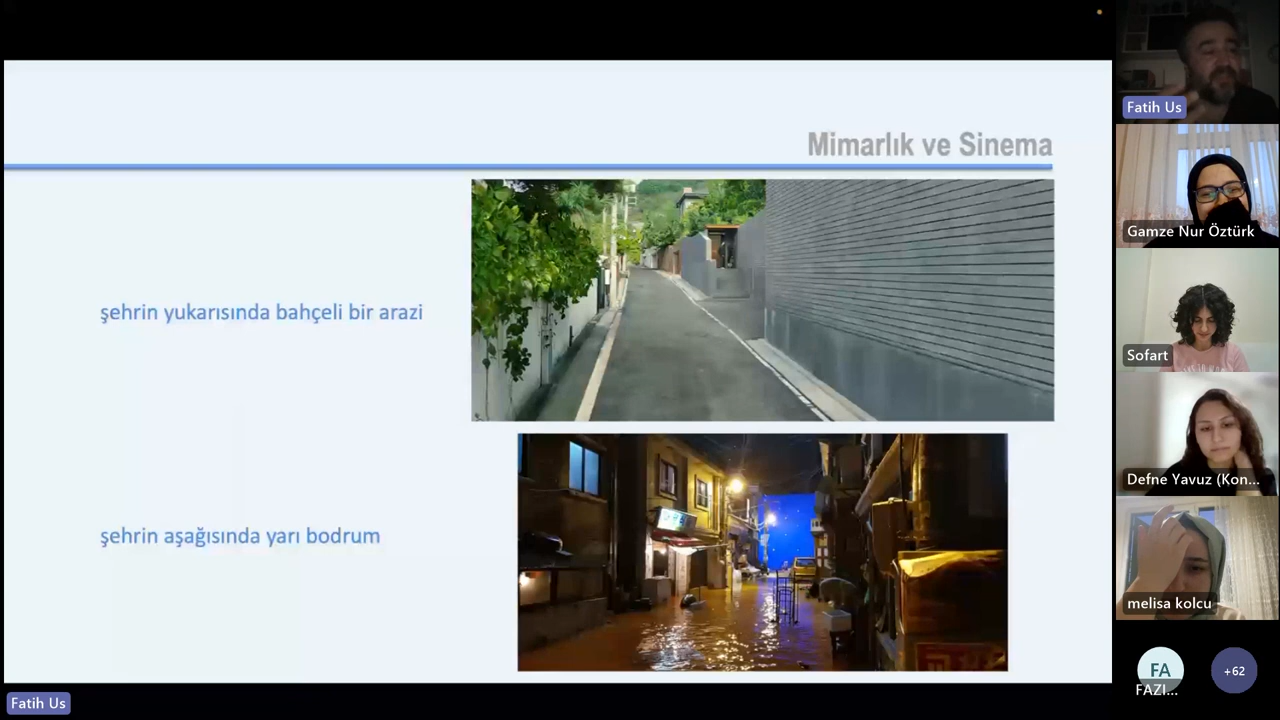 Mimarlık ve Sinema
şehrin yukarısında bahçeli bir arazi
şehrin aşağısında yarı bodrum
Fatih Us
Gamze Nur Öztürk
Sofart
Defne Yavuz (Kon...
melisa kolcu
FA
FAZI...
+62
Fatih Us